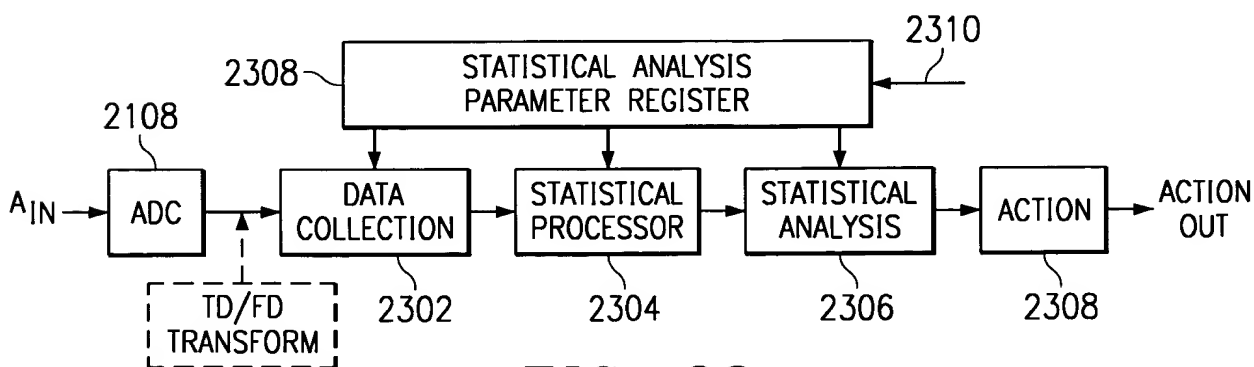 2310
2308
STATISTICAL ANALYSIS
PARAMETER REGISTER
2108
A_IN
ADC
DATA
COLLECTION
STATISTICAL
PROCESSOR
STATISTICAL
ANALYSIS
ACTION
ACTION
OUT
TD/FD
TRANSFORM
2302
2304
2306
2308